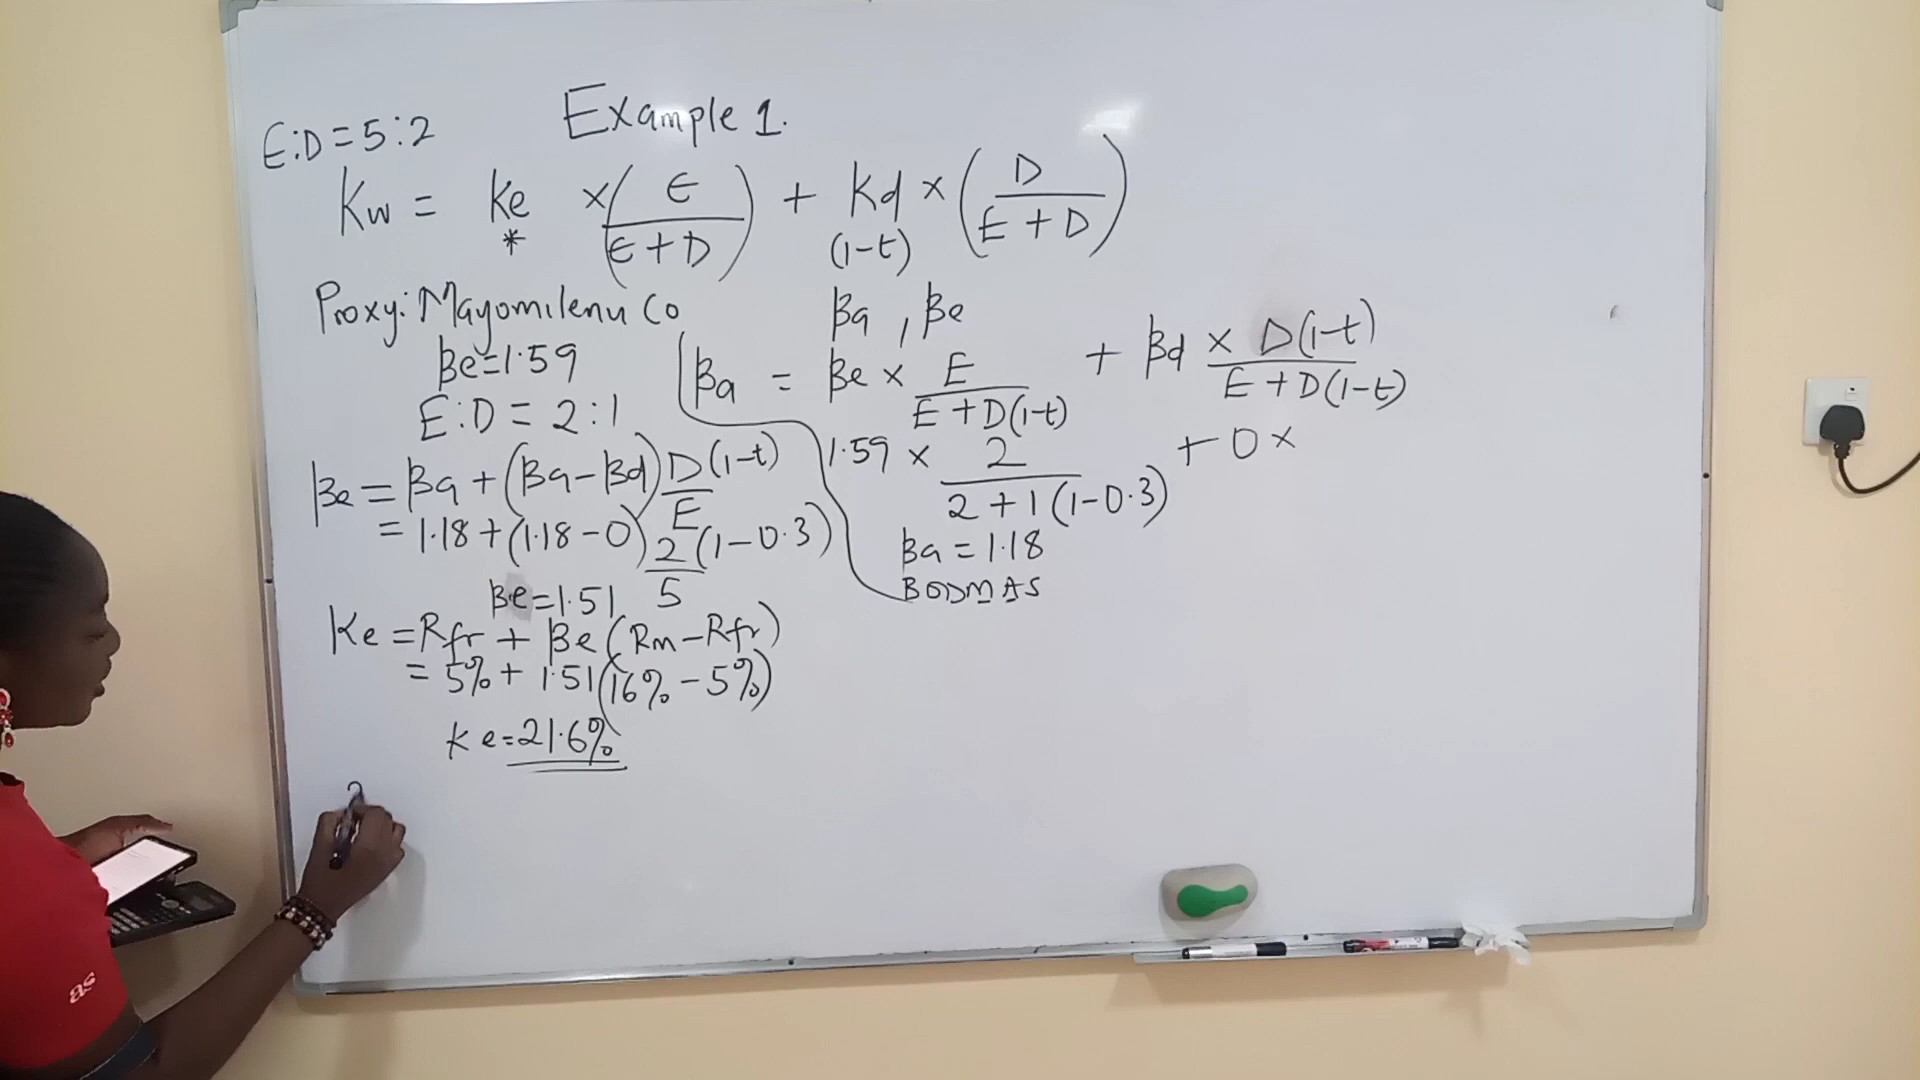 Example 1.
E:D = 5:2
Kw = Ke × (E / E + D) + Kd (1-t) × (D / E + D)
*
Proxy: Mayomilenu Co
βe = 1.59
E:D = 2:1
βe = βa + (βa - βd) D(1-t) / E
= 1.18 + (1.18 - 0) 2(1 - 0.3) / 5
βe = 1.51
Ke = Rfr + βe (Rm - Rfr)
= 5% + 1.51 (16% - 5%)
Ke = 21.6%
βa , βe
βa = βe × E / E + D(1-t) + βd × D(1-t) / E + D(1-t)
1.59 × 2 / 2 + 1(1-0.3) + 0 ×
βa = 1.18
BODMAS
as